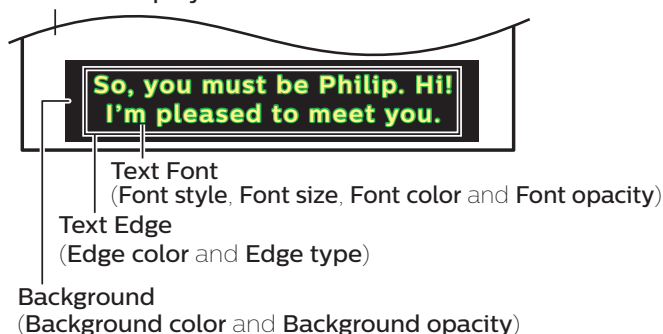 So, you must be Philip. Hi!
I'm pleased to meet you.
Text Font
(Font style, Font size, Font color and Font opacity)
Text Edge
(Edge color and Edge type)
Background
(Background color and Background opacity)